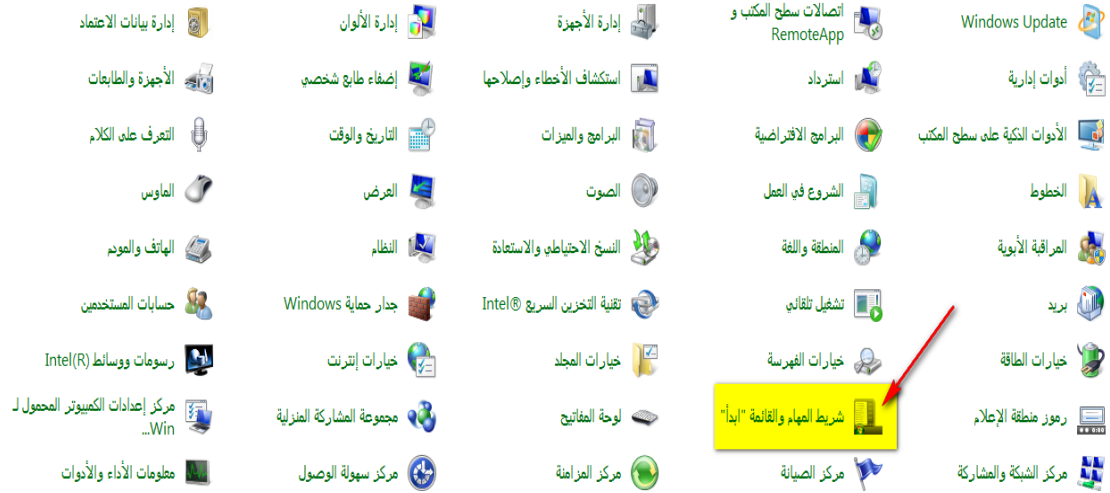 Windows Update
اتصالات سطح المكتب و
RemoteApp
إدارة الأجهزة
إدارة الألوان
إدارة بيانات الاعتماد
أدوات إدارية
استرداد
استكشاف الأخطاء وإصلاحها
إضفاء طابع شخصي
الأجهزة والطابعات
الأدوات الذكية على سطح المكتب
البرامج الافتراضية
البرامج والميزات
التاريخ والوقت
التعرف على الكلام
الخطوط
الشروع في العمل
الصوت
العرض
الماوس
المراقبة الأبوية
المنطقة واللغة
النسخ الاحتياطي والاستعادة
النظام
الهاتف والمودم
بريد
تشغيل تلقائي
تقنية التخزين السريع Intel®
جدار حماية Windows
حسابات المستخدمين
خيارات الطاقة
خيارات الفهرسة
خيارات المجلد
خيارات إنترنت
رسومات ووسائط Intel(R)
رموز منطقة الإعلام
شريط المهام والقائمة "ابدأ"
لوحة المفاتيح
مجموعة المشاركة المنزلية
مركز إعدادات الكمبيوتر المحمول لـ
Win...
مركز الشبكة والمشاركة
مركز الصيانة
مركز المزامنة
مركز سهولة الوصول
معلومات الأداء والأدوات